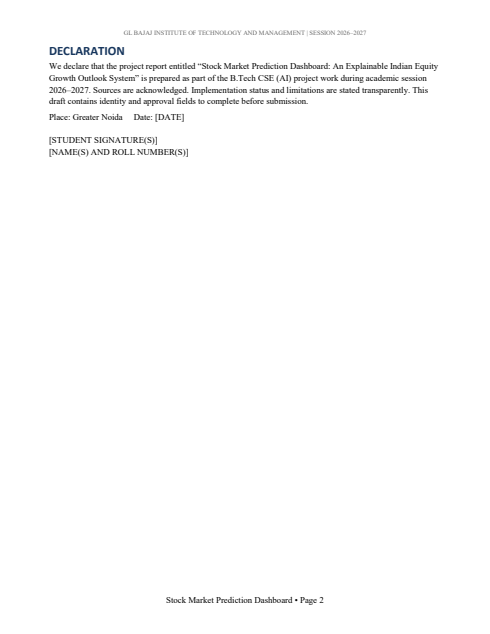 GL BAJAJ INSTITUTE OF TECHNOLOGY AND MANAGEMENT | SESSION 2026–2027
DECLARATION
We declare that the project report entitled “Stock Market Prediction Dashboard: An Explainable Indian Equity
Growth Outlook System” is prepared as part of the B.Tech CSE (AI) project work during academic session
2026–2027. Sources are acknowledged. Implementation status and limitations are stated transparently. This
draft contains identity and approval fields to complete before submission.
Place: Greater Noida Date: [DATE]
[STUDENT SIGNATURE(S)]
[NAME(S) AND ROLL NUMBER(S)]
Stock Market Prediction Dashboard • Page 2